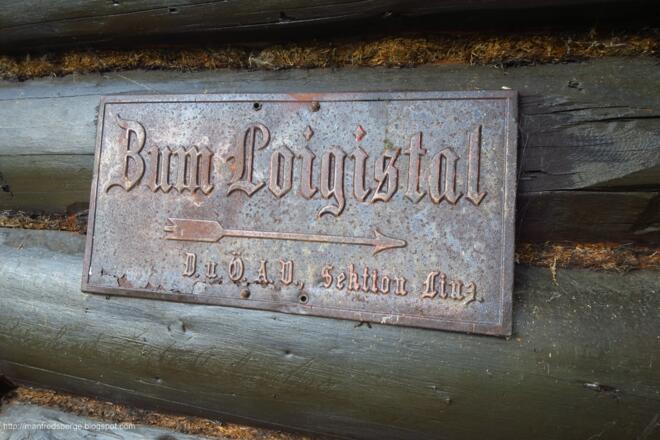 Zum Loigistal
D.u.Ö.A.V., Sektion Linz.
http://manfredsberge.blogspot.com